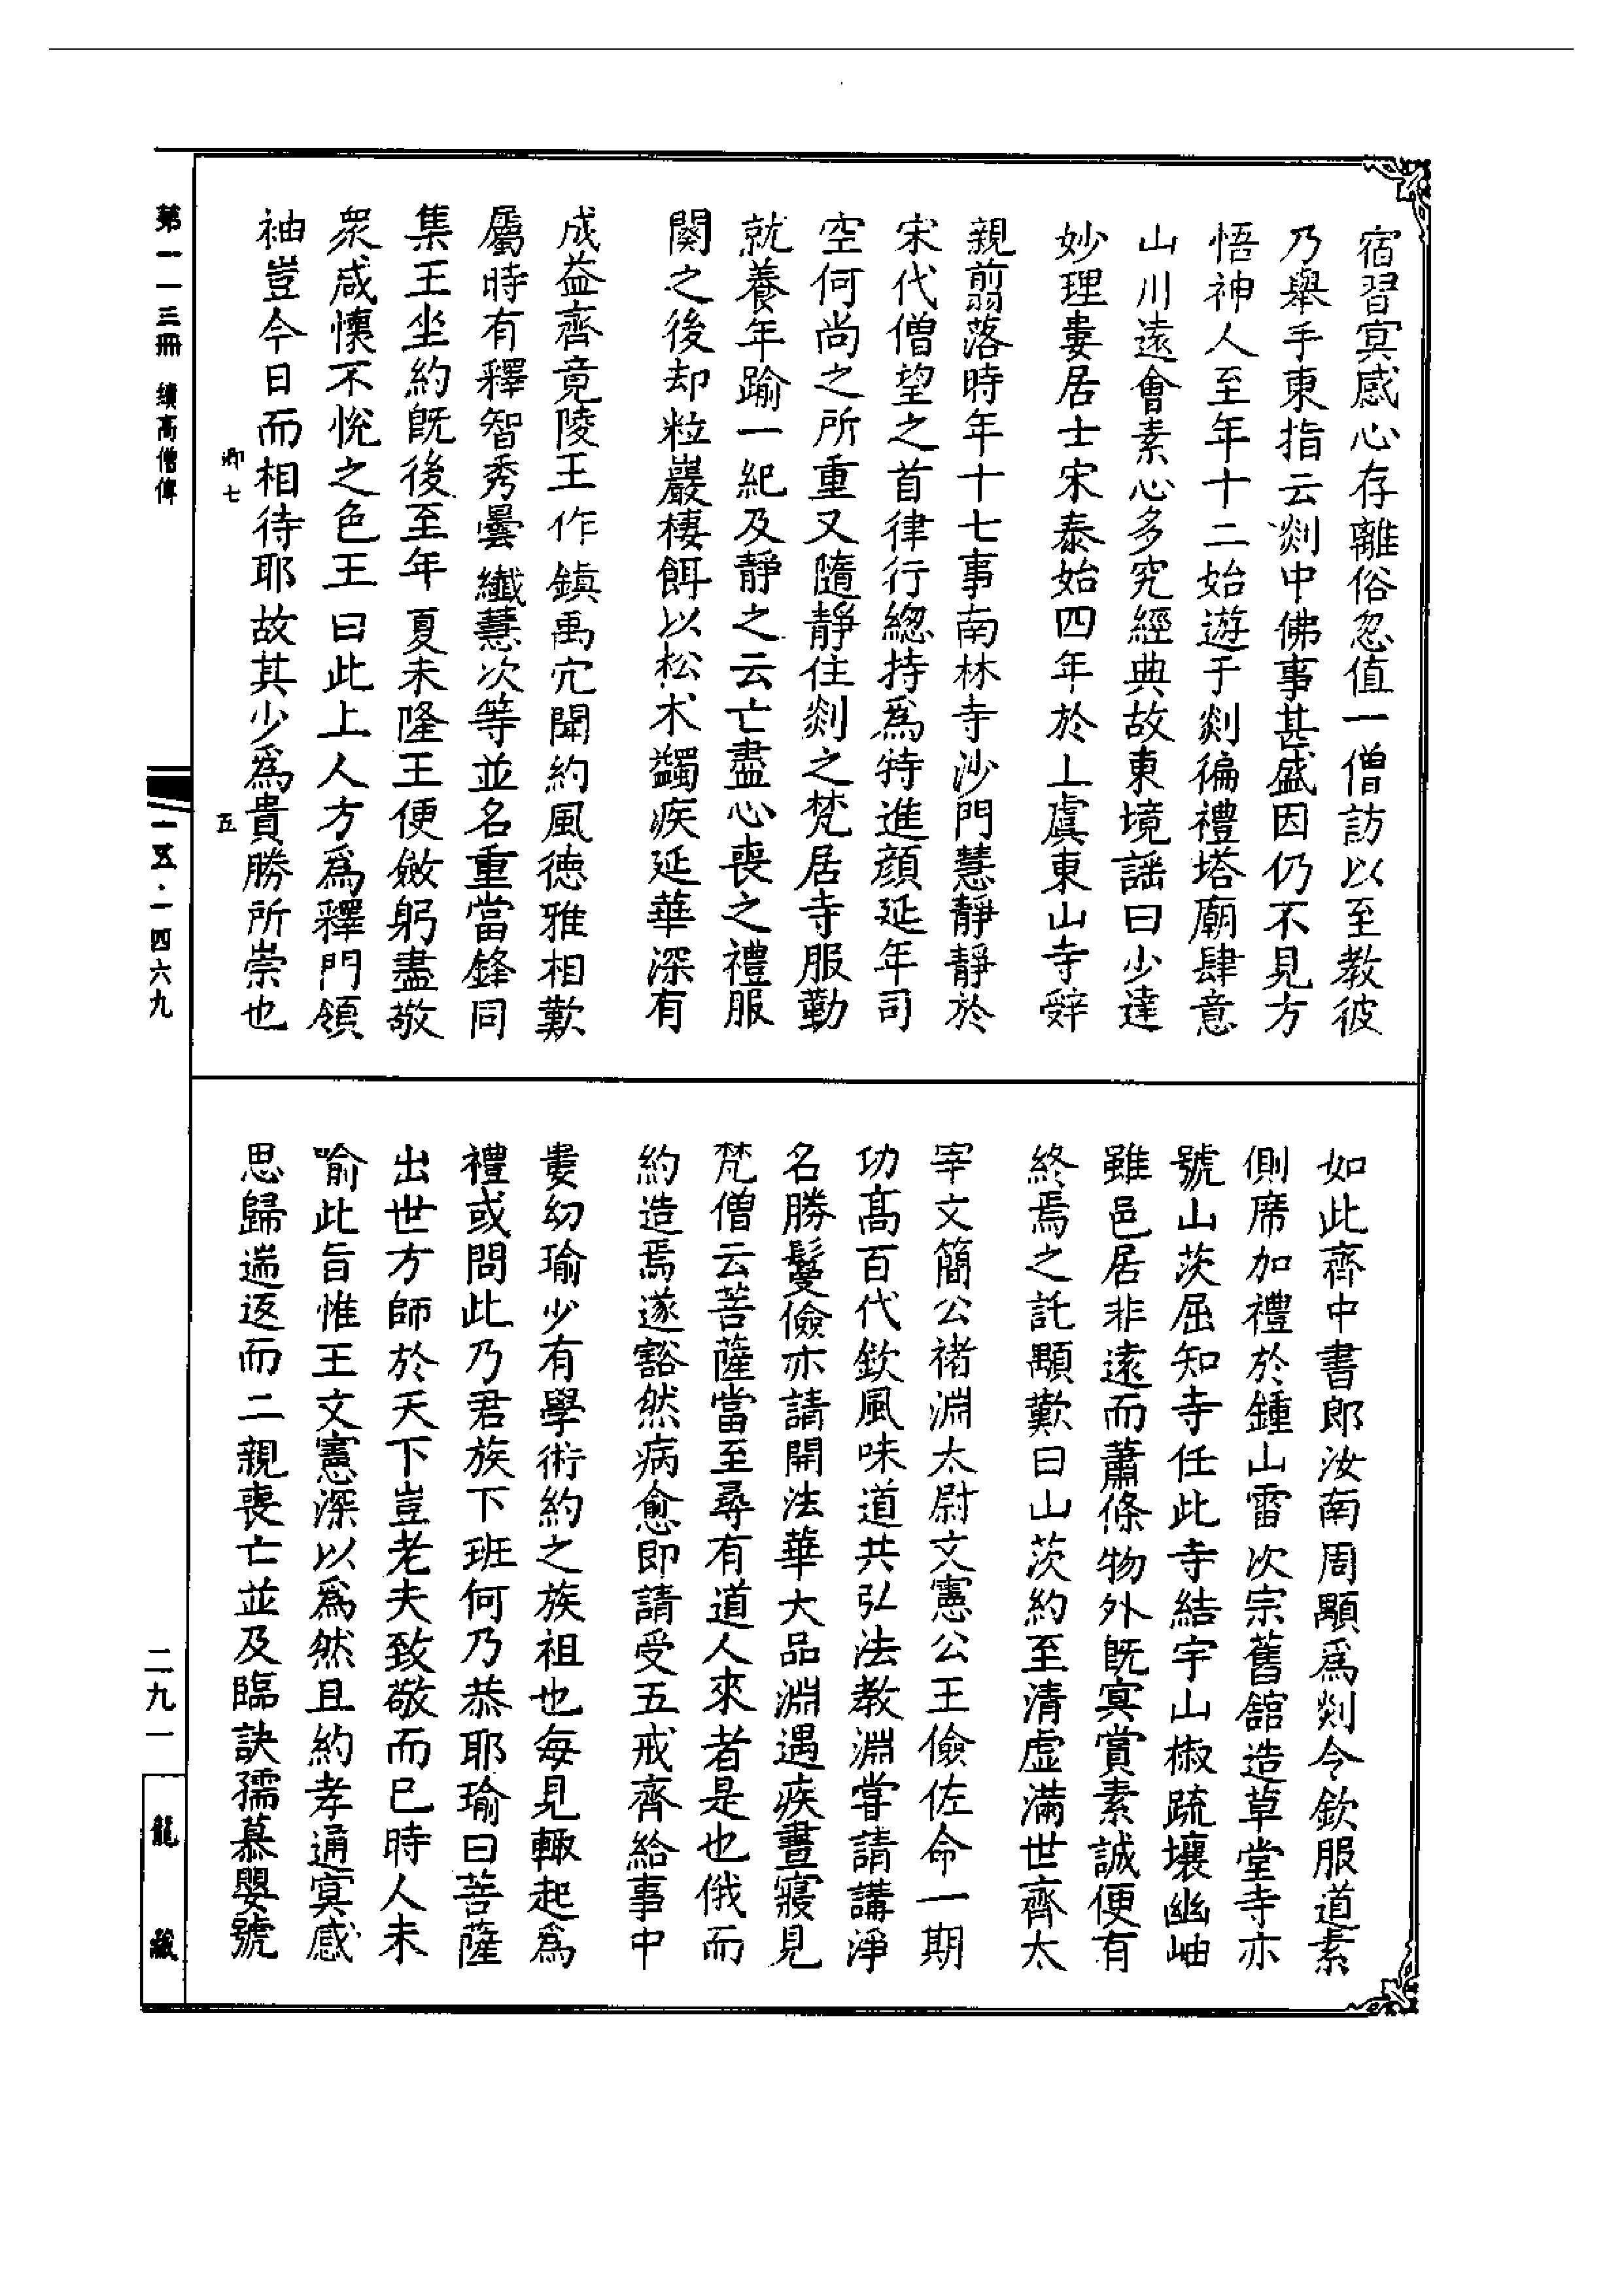 宿習冥感心存離俗忽值一僧訪以至教彼
乃舉手東指云剡中佛事甚盛因仍不見方
悟神人至年十二始遊于剡徧禮塔廟肆意
山川遠會素心多究經典故東境謡曰少達
妙理婁居士宋泰始四年於上虞東山寺辤
親翦落時年十七事南林寺沙門慧靜靜於
宋代僧望之首律行緫持爲特進顔延年司
空何尚之所重又隨靜住剡之梵居寺服勤
就養年踰一紀及靜之云亡盡心喪之禮服
闋之後却粒巖棲餌以松术蠲疾延華深有
成益齊竟陵王作鎮禹穴聞約風德雅相歎
屬時有釋智秀曇纖慧次等並名重當鋒同
集王坐約旣後至年夏未隆王便斂躬盡敬
衆咸懷不悅之色王曰此上人方爲釋門領
袖豈今日而相待耶故其少爲貴勝所崇也
如此齊中書郎汝南周顒爲剡令欽服道素
側席加禮於鍾山雷次宗舊舘造草堂寺亦
號山茨屈知寺任此寺結宇山椒疏壤幽岫
雖邑居非遠而蕭條物外旣冥賞素誠便有
終焉之託顒歎曰山茨約至清虛滿世齊太
宰文簡公褚淵太尉文憲公王儉佐命一期
功髙百代欽風味道共弘法教淵甞請講淨
名勝鬘儉亦請開法華大品淵遇疾晝寢見
梵僧云菩薩當至尋有道人來者是也俄而
約造焉遂豁然病愈即請受五戒齊給事中
婁幼瑜少有學術約之族祖也每見輙起爲
禮或問此乃君族下班何乃恭耶瑜曰菩薩
出世方師於天下豈老夫致敬而巳時人未
喻此旨惟王文憲深以爲然且約孝通冥感
思歸遄返而二親喪亡並及臨訣孺慕嬰號
第一一三冊 續高僧傳
卿七
五
一五五·一四六九
二九一
龍藏